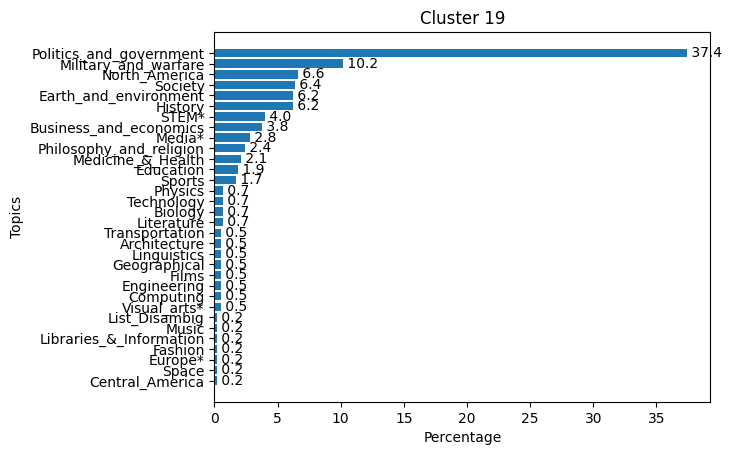 Cluster 19
Topics
Politics_and_government 37.4
Military_and_warfare 10.2
North_America 6.6
Society 6.4
Earth_and_environment 6.2
History 6.2
STEM* 4.0
Business_and_economics 3.8
Media* 2.8
Philosophy_and_religion 2.4
Medicine_&_Health 2.1
Education 1.9
Sports 1.7
Physics 0.7
Technology 0.7
Biology 0.7
Literature 0.7
Transportation 0.5
Architecture 0.5
Linguistics 0.5
Geographical 0.5
Films 0.5
Engineering 0.5
Computing 0.5
Visual_arts* 0.5
List_Disambig 0.2
Music 0.2
Libraries_&_Information 0.2
Fashion 0.2
Europe* 0.2
Space 0.2
Central_America 0.2
0 5 10 15 20 25 30 35
Percentage